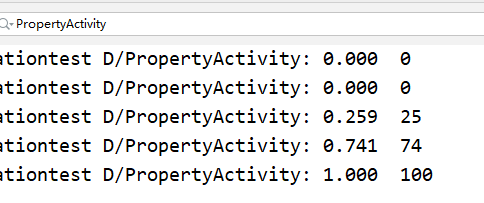 PropertyActivity
ationtest D/PropertyActivity: 0.000  0
ationtest D/PropertyActivity: 0.000  0
ationtest D/PropertyActivity: 0.259  25
ationtest D/PropertyActivity: 0.741  74
ationtest D/PropertyActivity: 1.000  100